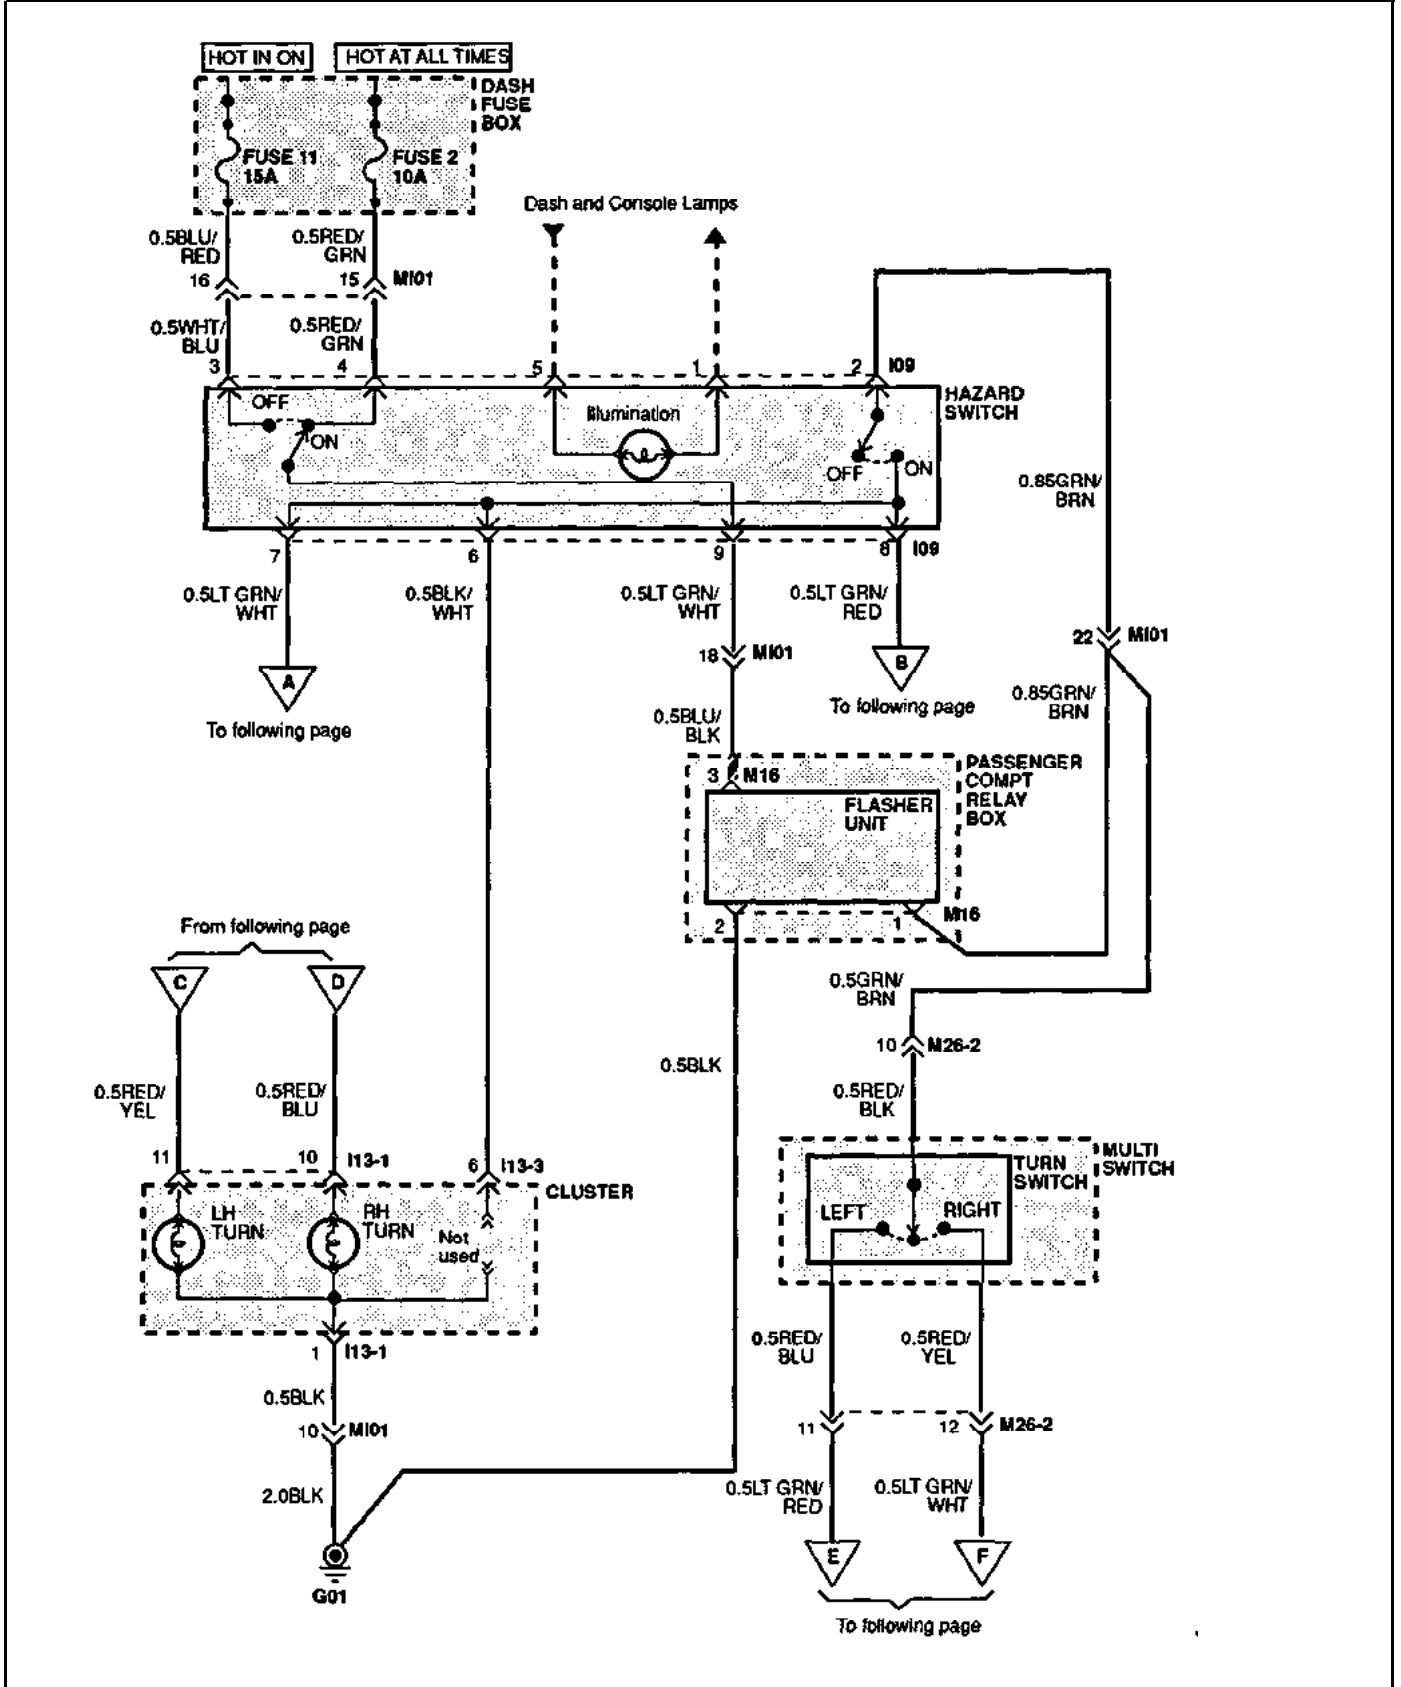 HOT IN ON
HOT AT ALL TIMES
DASH
FUSE
BOX
FUSE 11
15A
FUSE 2
10A
Dash and Console Lamps
0.5BLU/
RED
0.5RED/
GRN
16
15
MI01
0.5WHT/
BLU
0.5RED/
GRN
3
4
5
1
2
I09
HAZARD
SWITCH
OFF
ON
Illumination
OFF
ON
0.85GRN/
BRN
7
6
9
8
I09
0.5LT GRN/
WHT
0.5BLK/
WHT
0.5LT GRN/
WHT
0.5LT GRN/
RED
22
MI01
18
MI01
A
B
To following page
To following page
0.85GRN/
BRN
0.5BLU/
BLK
3
M16
PASSENGER
COMPT
RELAY
BOX
FLASHER
UNIT
2
1
M16
From following page
C
D
0.5GRN/
BRN
10
M26-2
0.5BLK
0.5RED/
YEL
0.5RED/
BLU
0.5RED/
BLK
11
10
I13-1
6
I13-3
CLUSTER
MULTI
SWITCH
TURN
SWITCH
LH
TURN
RH
TURN
Not
used
LEFT
RIGHT
1
I13-1
0.5RED/
BLU
0.5RED/
YEL
0.5BLK
10
MI01
11
12
M26-2
2.0BLK
0.5LT GRN/
RED
0.5LT GRN/
WHT
E
F
G01
To following page